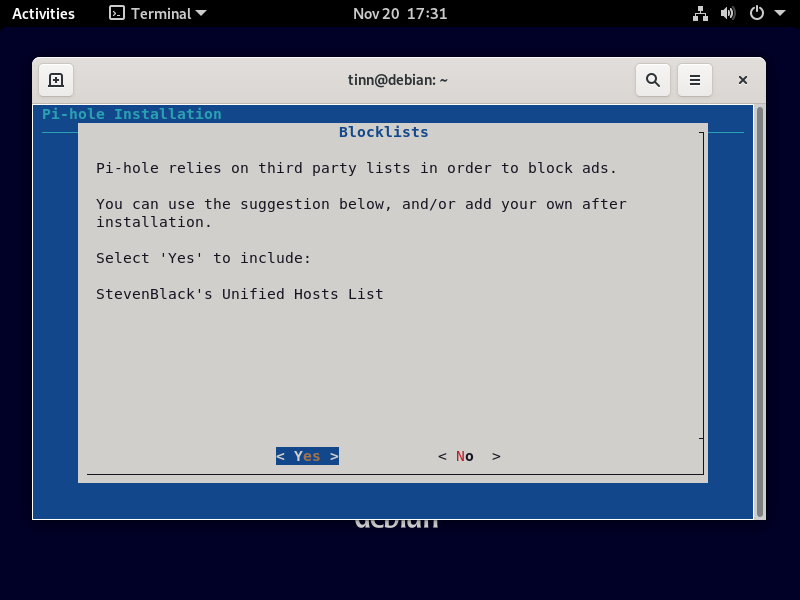 Activities
Terminal
Nov 20 17:31
tinn@debian: ~
Pi-hole Installation
Blocklists
Pi-hole relies on third party lists in order to block ads.
You can use the suggestion below, and/or add your own after
installation.
Select 'Yes' to include:
StevenBlack's Unified Hosts List
< Yes > < No >
debian